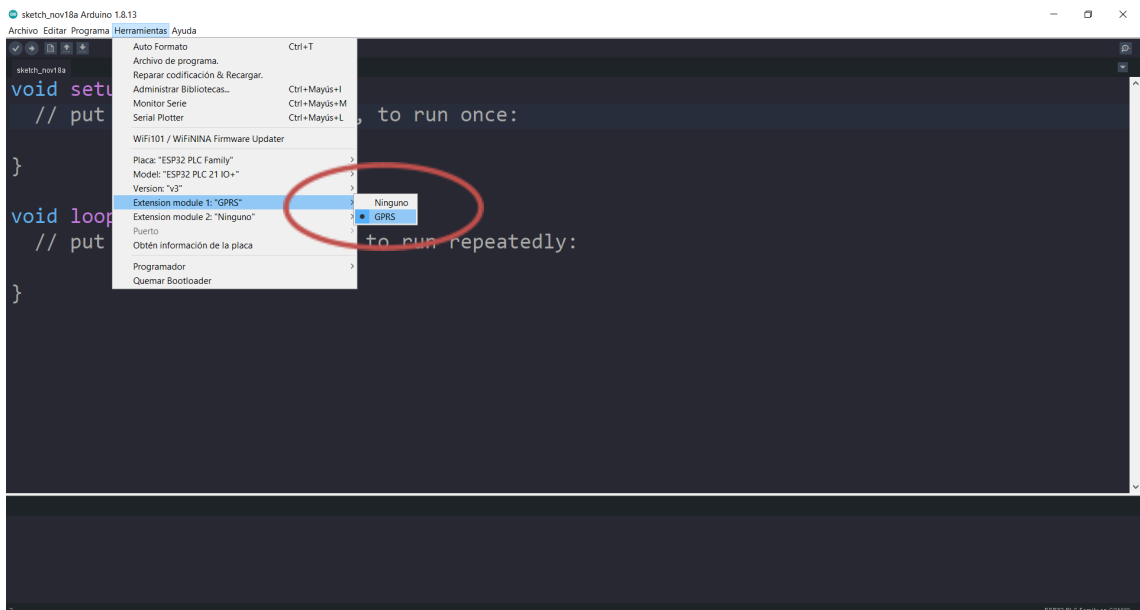 sketch_nov18a Arduino 1.8.13
Archivo Editar Programa Herramientas Ayuda
sketch_nov18a
Auto Formato Ctrl+T
Archivo de programa.
Reparar codificación & Recargar.
Administrar Bibliotecas... Ctrl+Mayús+I
Monitor Serie Ctrl+Mayús+M
Serial Plotter Ctrl+Mayús+L
WiFi101 / WiFiNINA Firmware Updater
Placa: "ESP32 PLC Family"
Model: "ESP32 PLC 21 IO+"
Version: "v3"
Extension module 1: "GPRS"
Extension module 2: "Ninguno"
Puerto
Obtén información de la placa
Programador
Quemar Bootloader
Ninguno
GPRS
void setu
// put , to run once:
}
void loop
// put to run repeatedly:
}